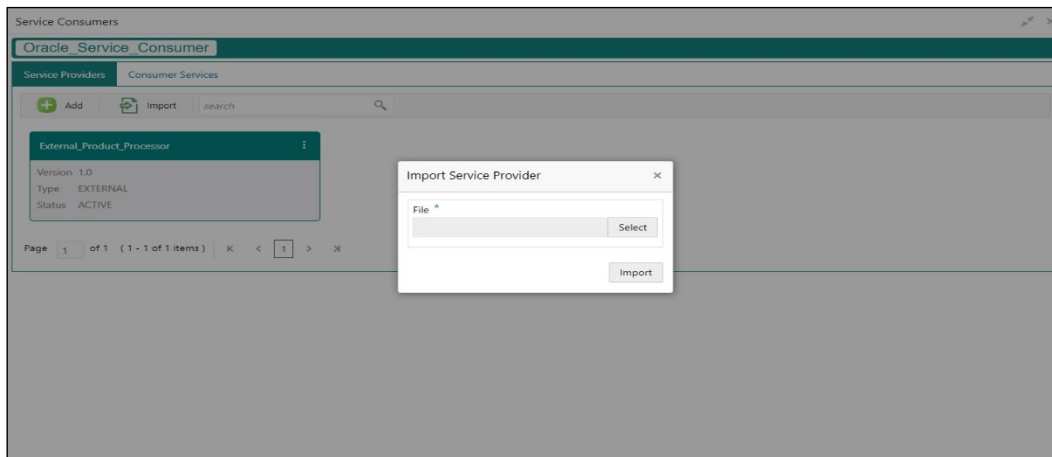 Service Consumers
Oracle_Service_Consumer
Service Providers Consumer Services
Add Import search
External_Product_Processor
Version 1.0
Type EXTERNAL
Status ACTIVE
Page 1 of 1 (1 - 1 of 1 items) K < 1 > >|
Import Service Provider ×
File *
Select
Import